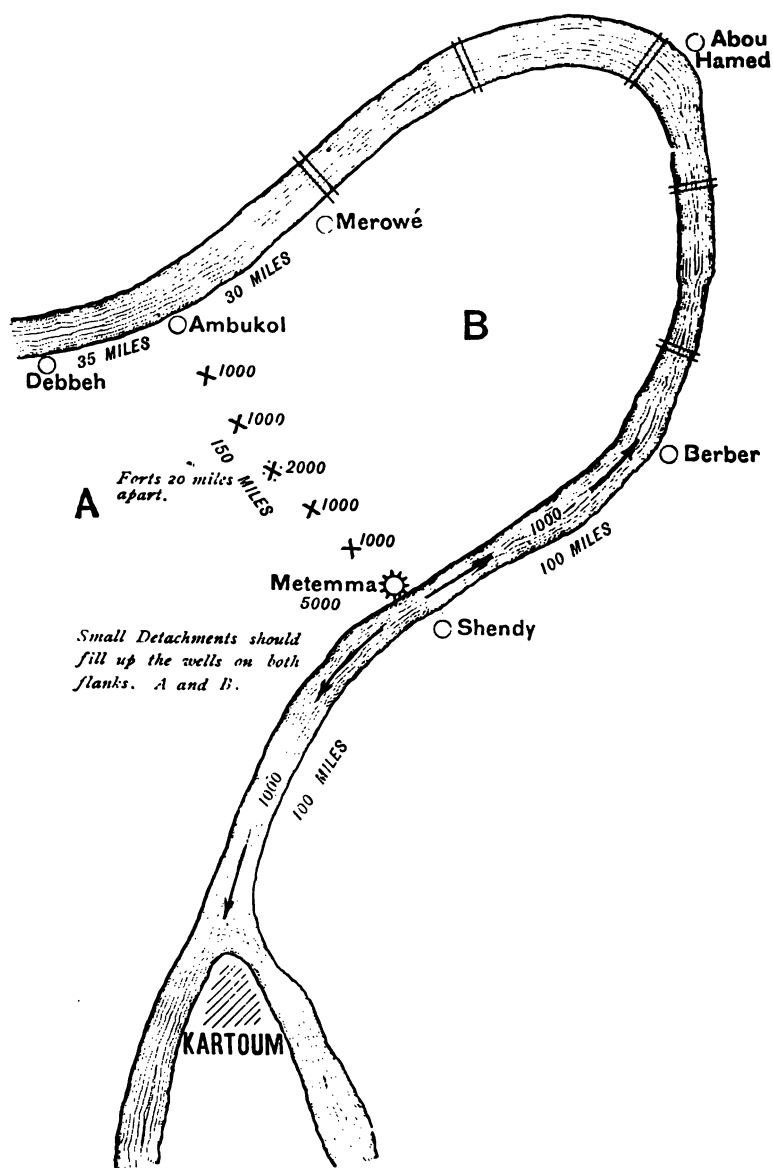 Abou
Hamed
Merowé
30 MILES
Ambukol
B
35 MILES
Debbeh
1000
1000
150 MILES
2000
Forts 20 miles
apart.
A
1000
1000
Berber
1000
100 MILES
Metemma
5000
Shendy
Small Detachments should
fill up the wells on both
flanks. A and B.
1000
100 MILES
KARTOUM